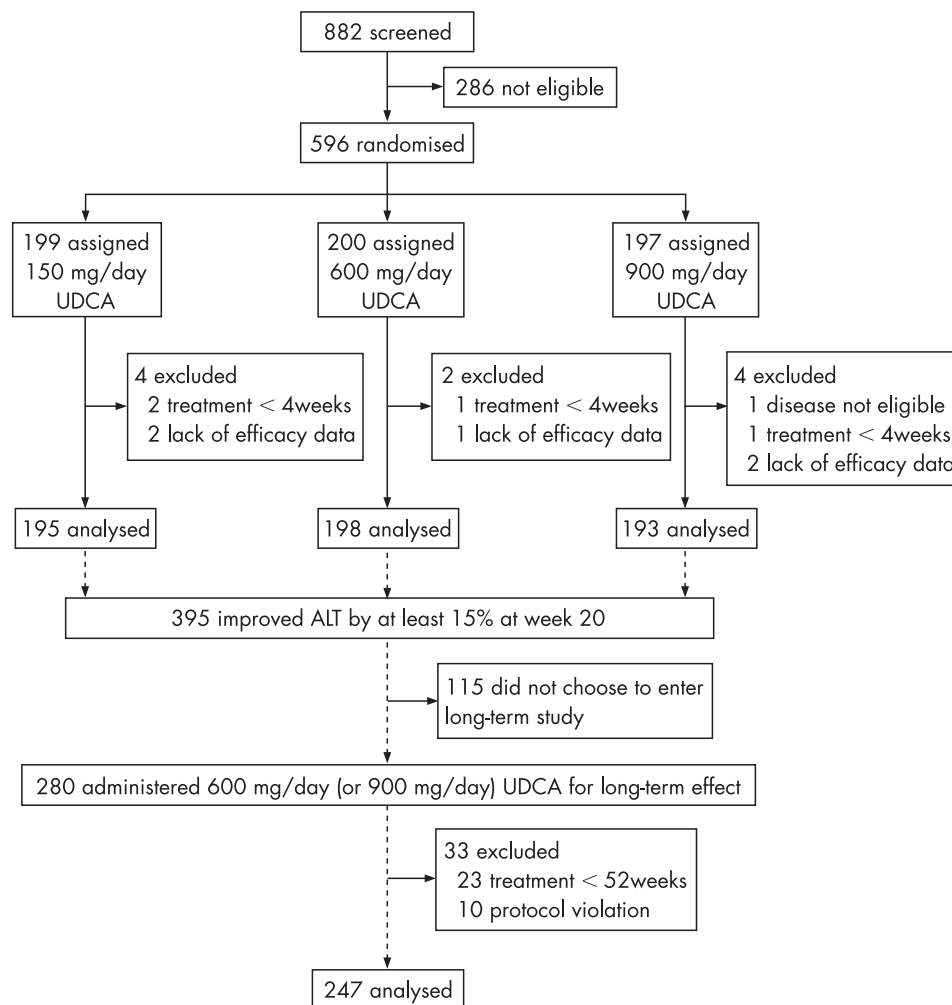 882 screened
286 not eligible
596 randomised
199 assigned
150 mg/day
UDCA
200 assigned
600 mg/day
UDCA
197 assigned
900 mg/day
UDCA
4 excluded
2 treatment < 4weeks
2 lack of efficacy data
2 excluded
1 treatment < 4weeks
1 lack of efficacy data
4 excluded
1 disease not eligible
1 treatment < 4weeks
2 lack of efficacy data
195 analysed
198 analysed
193 analysed
395 improved ALT by at least 15% at week 20
115 did not choose to enter
long-term study
280 administered 600 mg/day (or 900 mg/day) UDCA for long-term effect
33 excluded
23 treatment < 52weeks
10 protocol violation
247 analysed